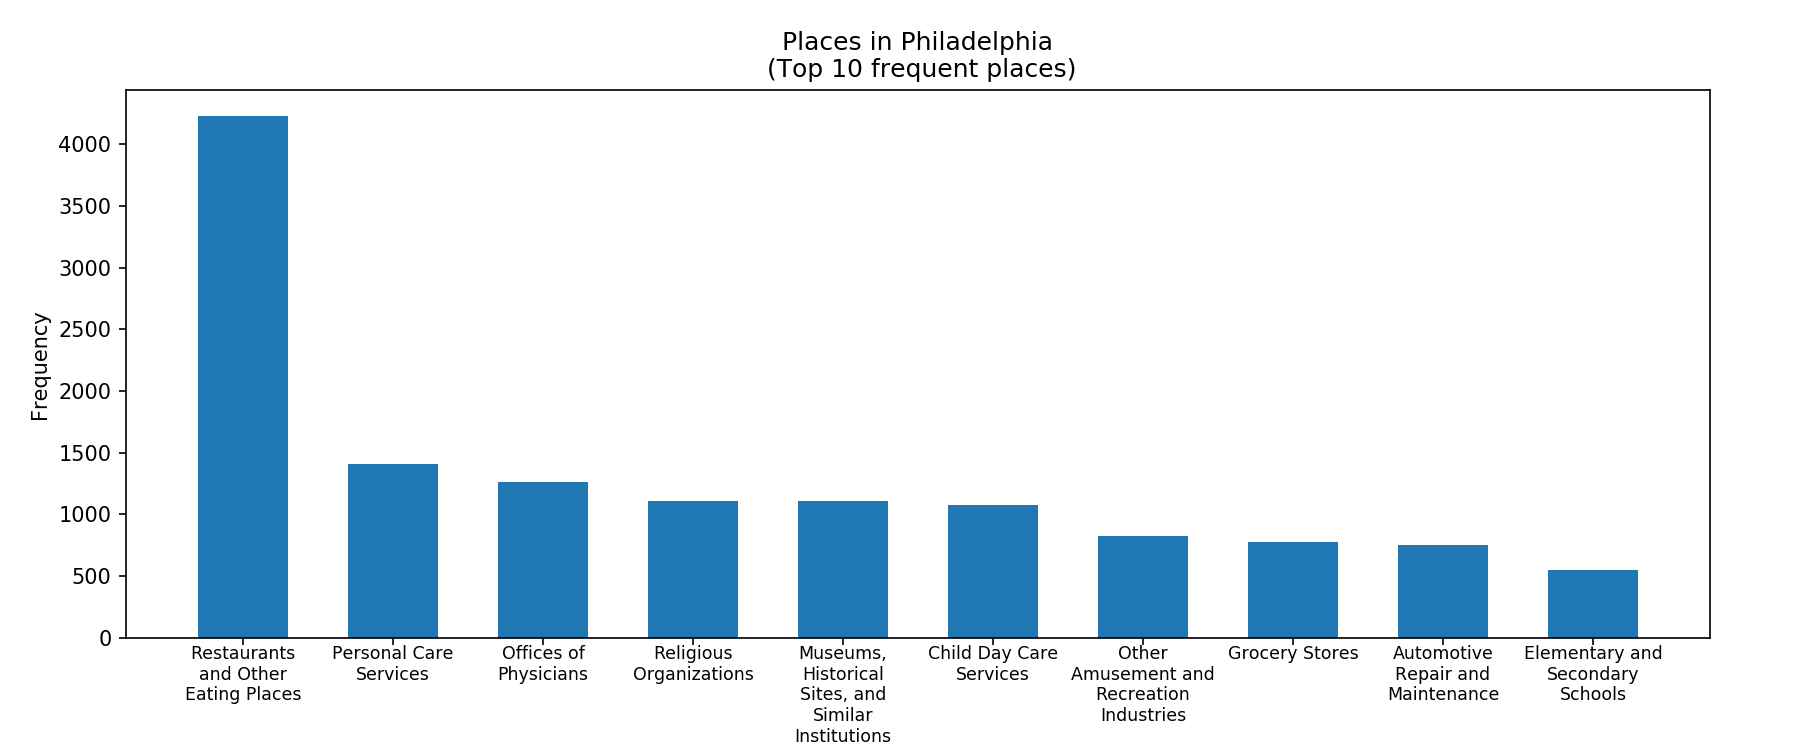 Places in Philadelphia
(Top 10 frequent places)
Frequency
4000
3500
3000
2500
2000
1500
1000
500
0
Restaurants
and Other
Eating Places
Personal Care
Services
Offices of
Physicians
Religious
Organizations
Museums,
Historical
Sites, and
Similar
Institutions
Child Day Care
Services
Other
Amusement and
Recreation
Industries
Grocery Stores
Automotive
Repair and
Maintenance
Elementary and
Secondary
Schools